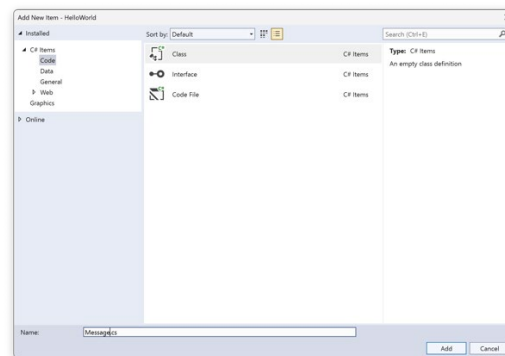 Add New Item - HelloWorld
Installed
Sort by: Default
Search (Ctrl+E)
C# Items
Code
Data
General
Web
Graphics
Online
Class C# Items
Interface C# Items
Code File C# Items
Type: C# Items
An empty class definition
Name: Message.cs
Add Cancel